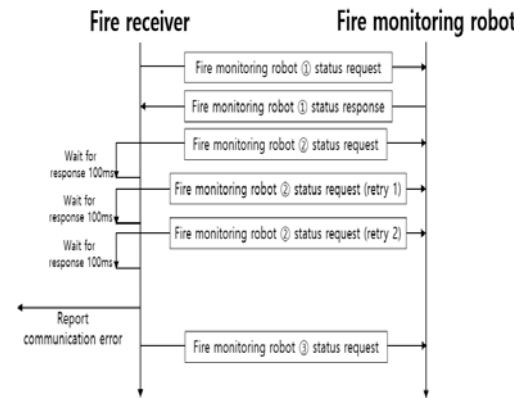 Fire receiver
Fire monitoring robot
Fire monitoring robot ① status request
Fire monitoring robot ① status response
Fire monitoring robot ② status request
Wait for
response 100ms
Fire monitoring robot ② status request (retry 1)
Wait for
response 100ms
Fire monitoring robot ② status request (retry 2)
Wait for
response 100ms
Report
communication error
Fire monitoring robot ③ status request